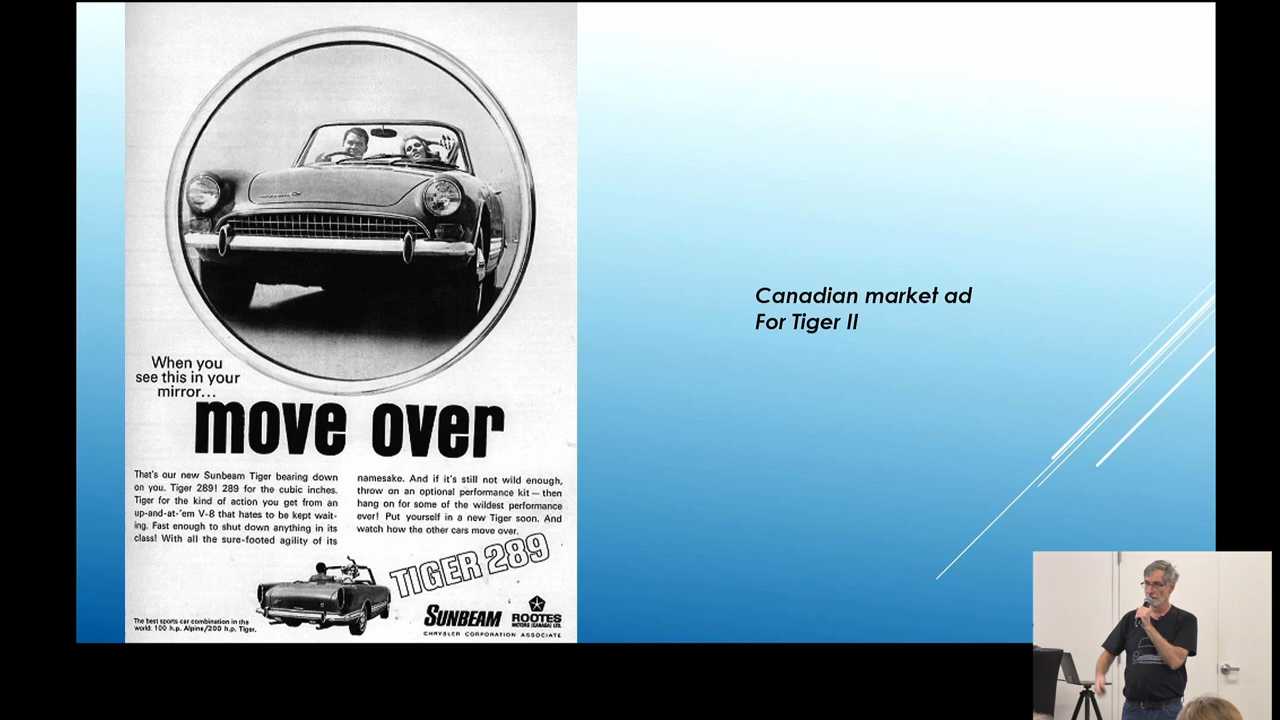 When you
see this in your
mirror...
move over
That's our new Sunbeam Tiger bearing down
on you. Tiger 289! 289 for the cubic inches.
Tiger for the kind of action you get from an
up-and-at-'em V-8 that hates to be kept wait-
ing. Fast enough to shut down anything in its
class! With all the sure-footed agility of its
namesake. And if it's still not wild enough,
throw on an optional performance kit — then
hang on for some of the wildest performance
ever! Put yourself in a new Tiger soon. And
watch how the other cars move over.
TIGER 289
The best sports car combination in the
world: 100 h.p. Alpine/200 h.p. Tiger.
SUNBEAM
ROOTES
MOTORS (CANADA) LTD.
CHRYSLER CORPORATION ASSOCIATE
Canadian market ad
For Tiger II